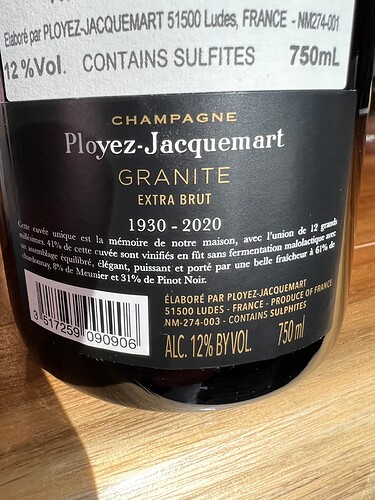 Elaboré par PLOYEZ-JACQUEMART 51500 Ludes, FRANCE - NM274-001
12 %Vol. CONTAINS SULFITES 750mL
CHAMPAGNE
Ployez-Jacquemart
GRANITE
EXTRA BRUT
1930 - 2020
Cette cuvée unique est la mémoire de notre maison, avec l'union de 12 grands
millésimes. 41% de cette cuvée sont vinifiés en fût sans fermentation malolactique avec
un assemblage équilibré, élégant, puissant et porté par une belle fraîcheur à 61% de
chardonnay, 8% de Meunier et 31% de Pinot Noir.
3 517259 090906
ÉLABORÉ PAR PLOYEZ-JACQUEMART
51500 LUDES - FRANCE - PRODUCE OF FRANCE
NM-274-003 - CONTAINS SULPHITES
ALC. 12% BY VOL. 750 ml